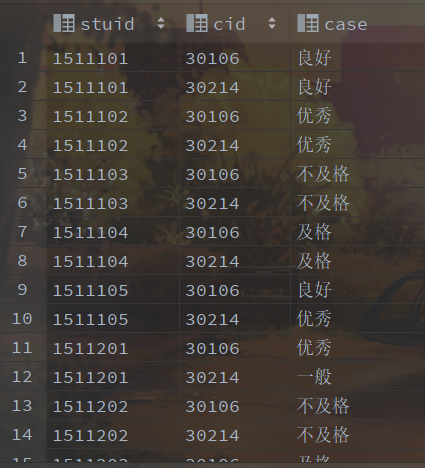 stuid cid case
1 1511101 30106 良好
2 1511101 30214 良好
3 1511102 30106 优秀
4 1511102 30214 优秀
5 1511103 30106 不及格
6 1511103 30214 不及格
7 1511104 30106 及格
8 1511104 30214 及格
9 1511105 30106 良好
10 1511105 30214 优秀
11 1511201 30106 优秀
12 1511201 30214 一般
13 1511202 30106 不及格
14 1511202 30214 不及格
15 1511203 30106 及格